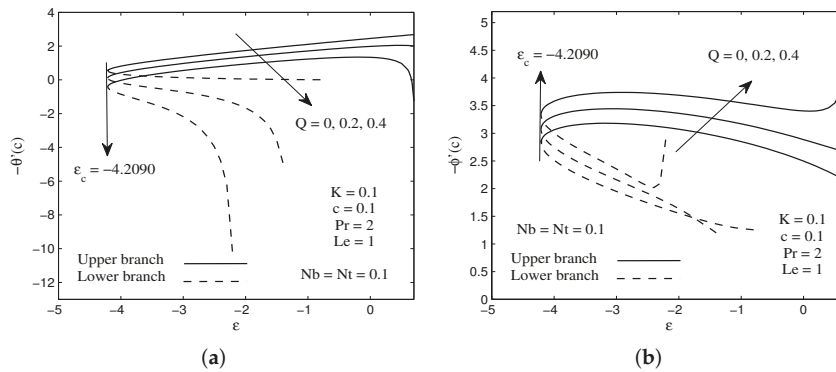 4
2
0
−2
−4
−6
−8
−10
−12
−θ'(c)
Q = 0, 0.2, 0.4
ε_c = −4.2090
K = 0.1
c = 0.1
Pr = 2
Le = 1
Upper branch
Lower branch
Nb = Nt = 0.1
−5 −4 −3 −2 −1 0
ε
(a)
5
4.5
4
3.5
3
2.5
2
1.5
1
0.5
0
−ϕ'(c)
ε_c = −4.2090
Q = 0, 0.2, 0.4
Nb = Nt = 0.1
K = 0.1
c = 0.1
Pr = 2
Le = 1
Upper branch
Lower branch
−5 −4 −3 −2 −1 0
ε
(b)